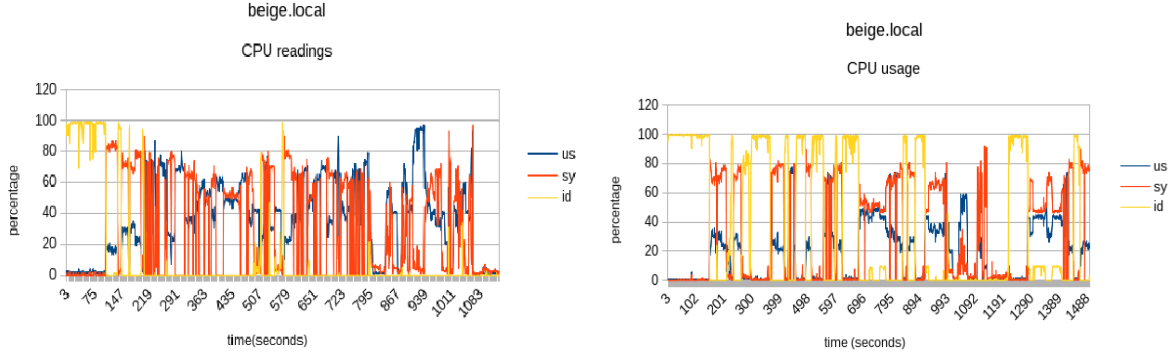 beige.local
CPU readings
120
100
80
60
40
20
0
percentage
3 75 147 219 291 363 435 507 579 651 723 795 867 939 1011 1083
time(seconds)
us
sy
id
beige.local
CPU usage
120
100
80
60
40
20
0
percentage
3 102 201 300 399 498 597 696 795 894 993 1092 1191 1290 1389 1488
time (seconds)
us
sy
id